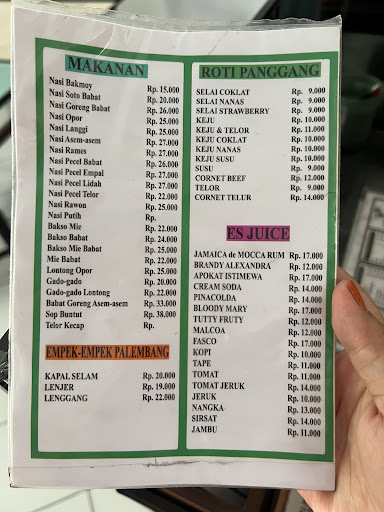 MAKANAN
Nasi Bakmoy Rp. 15.000
Nasi Soto Babat Rp. 20.000
Nasi Goreng Babat Rp. 26.000
Nasi Opor Rp. 25.000
Nasi Langgi Rp. 25.000
Nasi Asem-asem Rp. 27.000
Nasi Rames Rp. 27.000
Nasi Pecel Babat Rp. 26.000
Nasi Pecel Empal Rp. 27.000
Nasi Pecel Lidah Rp. 27.000
Nasi Pecel Telor Rp. 22.000
Nasi Rawon Rp. 25.000
Nasi Putih Rp.
Bakso Mie Rp. 22.000
Bakso Babat Rp. 24.000
Bakso Mie Babat Rp. 25.000
Mie Babat Rp. 22.000
Lontong Opor Rp. 25.000
Gado-gado Rp. 20.000
Gado-gado Lontong Rp. 22.000
Babat Goreng Asem-asem Rp. 33.000
Sop Buntut Rp. 38.000
Telor Kecap Rp.
EMPEK-EMPEK PALEMBANG
KAPAL SELAM Rp. 20.000
LENJER Rp. 19.000
LENGGANG Rp. 22.000
ROTI PANGGANG
SELAI COKLAT Rp. 9.000
SELAI NANAS Rp. 9.000
SELAI STRAWBERRY Rp. 9.000
KEJU Rp. 10.000
KEJU & TELOR Rp. 11.000
KEJU COKLAT Rp. 10.000
KEJU NANAS Rp. 10.000
KEJU SUSU Rp. 10.000
SUSU Rp. 9.000
CORNET BEEF Rp. 12.000
TELOR Rp. 9.000
CORNET TELUR Rp. 14.000
ES JUICE
JAMAICA de MOCCA RUM Rp. 17.000
BRANDY ALEXANDRA Rp. 12.000
APOKAT ISTIMEWA Rp. 17.000
CREAM SODA Rp. 14.000
PINACOLDA Rp. 14.000
BLOODY MARY Rp. 17.000
TUTTY FRUTY Rp. 14.000
MALCOA Rp. 12.000
FASCO Rp. 17.000
KOPI Rp. 10.000
TAPE Rp. 11.000
TOMAT Rp. 11.000
TOMAT JERUK Rp. 14.000
JERUK Rp. 10.000
NANGKA Rp. 13.000
SIRSAT Rp. 14.000
JAMBU Rp. 11.000